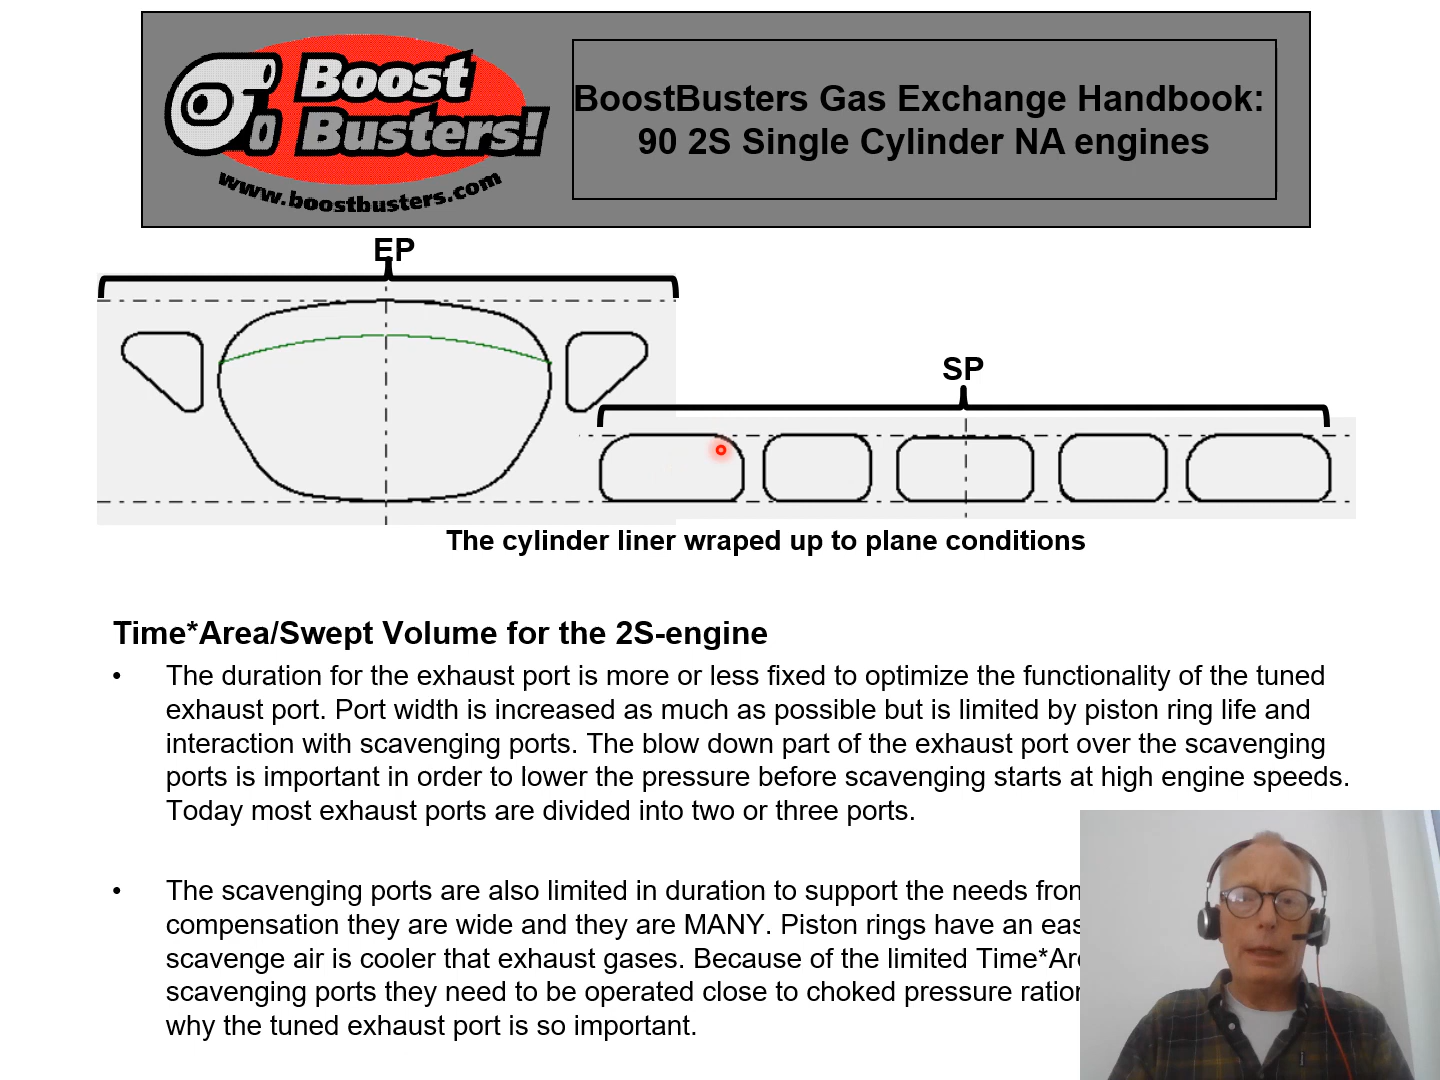 Boost
Busters!
www.boostbusters.com
BoostBusters Gas Exchange Handbook:
90 2S Single Cylinder NA engines
EP
SP
The cylinder liner wraped up to plane conditions
Time*Area/Swept Volume for the 2S-engine
• The duration for the exhaust port is more or less fixed to optimize the functionality of the tuned
exhaust port. Port width is increased as much as possible but is limited by piston ring life and
interaction with scavenging ports. The blow down part of the exhaust port over the scavenging
ports is important in order to lower the pressure before scavenging starts at high engine speeds.
Today most exhaust ports are divided into two or three ports.
• The scavenging ports are also limited in duration to support the needs from
compensation they are wide and they are MANY. Piston rings have an
scavenge air is cooler that exhaust gases. Because of the limited
scavenging ports they need to be operated close to choked pressure
why the tuned exhaust port is so important.